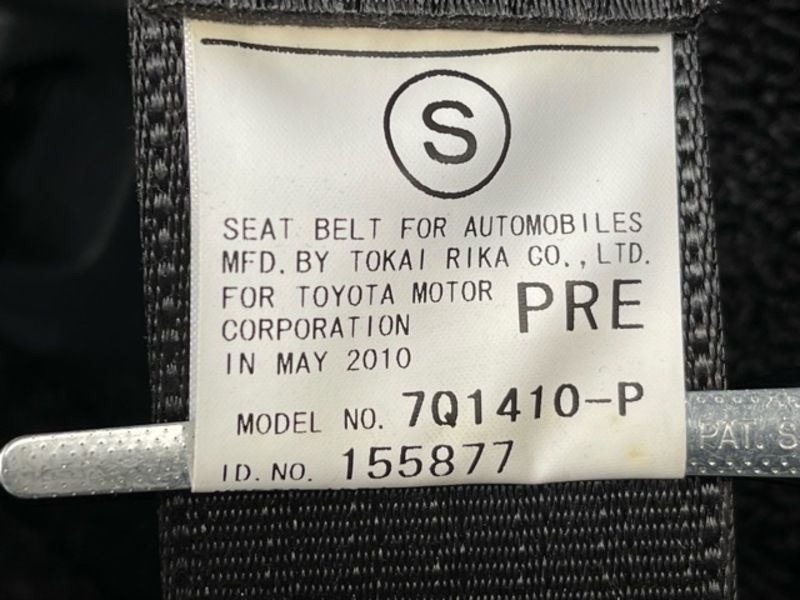 S
SEAT BELT FOR AUTOMOBILES
MFD. BY TOKAI RIKA CO., LTD.
FOR TOYOTA MOTOR PRE
CORPORATION
IN MAY 2010
MODEL NO. 7Q1410-P
ID. NO. 155877
PAT. S